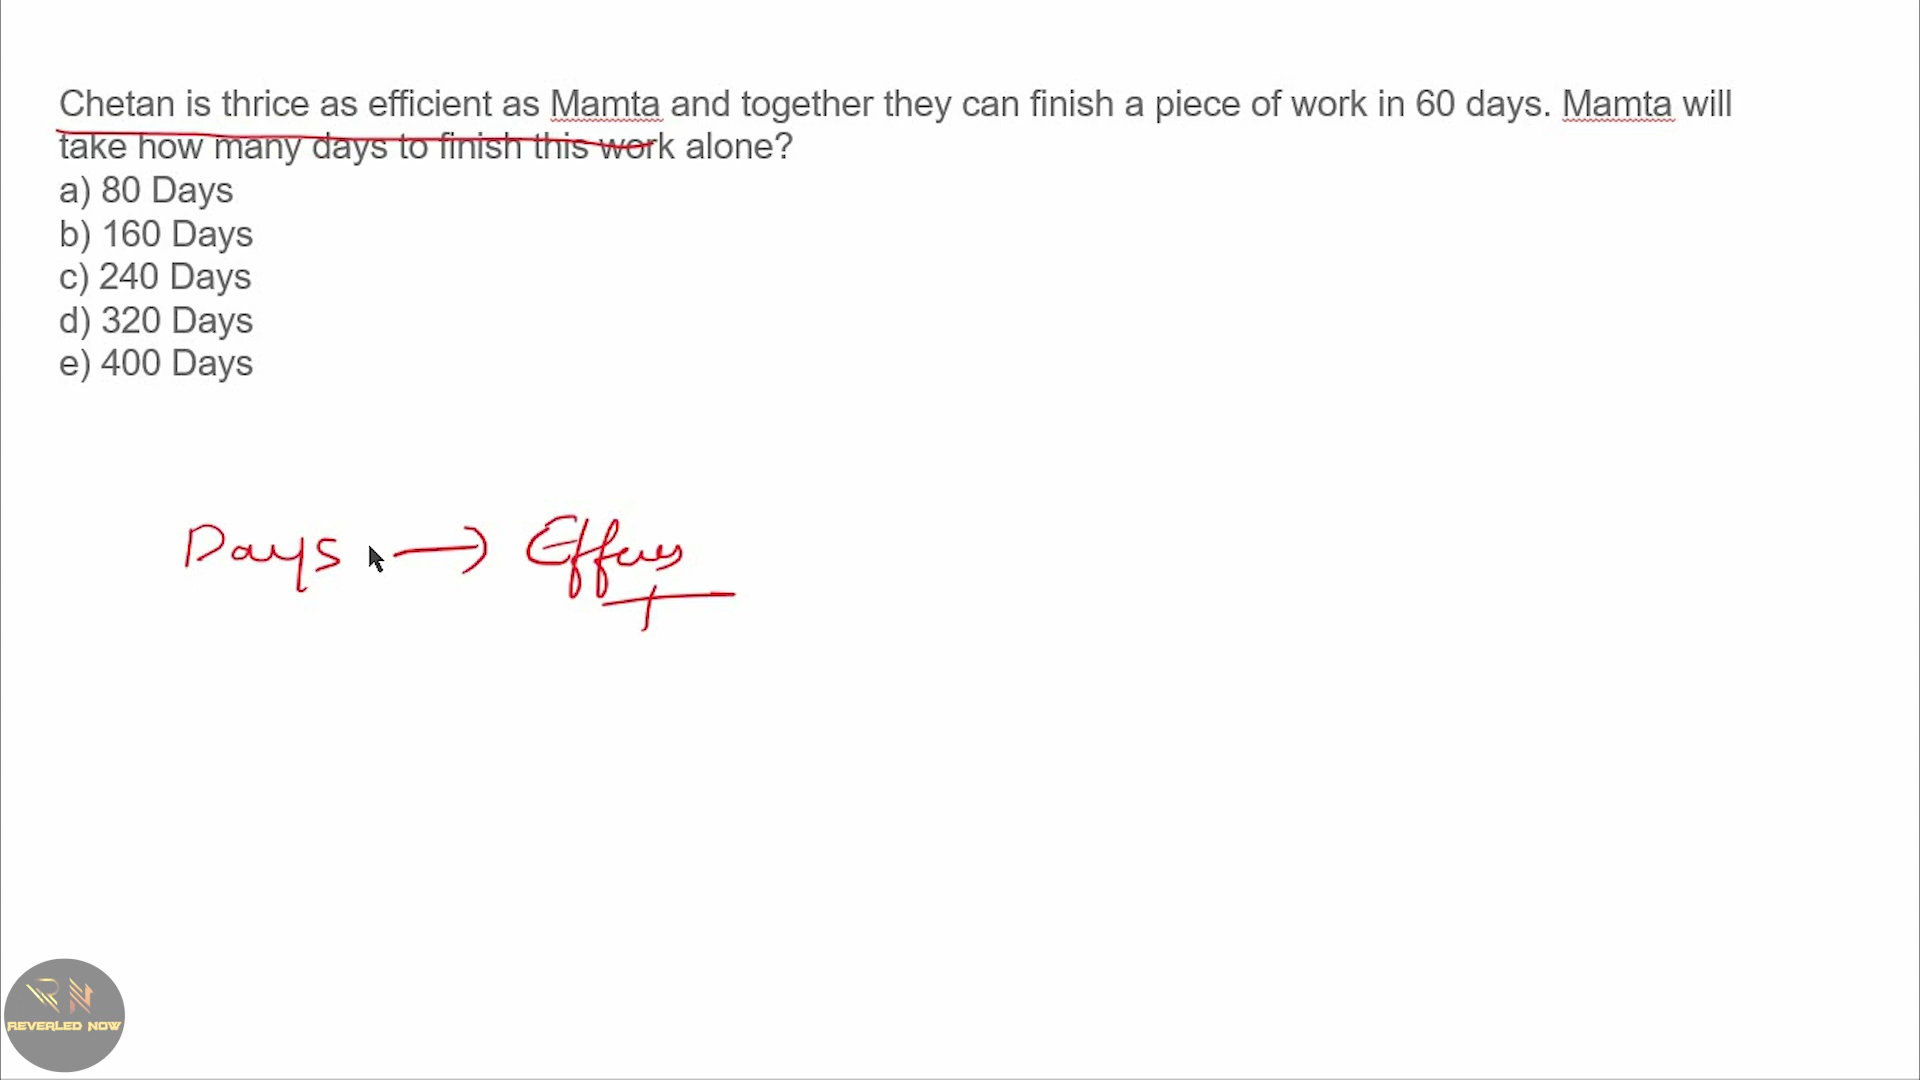 Chetan is thrice as efficient as Mamta and together they can finish a piece of work in 60 days. Mamta will
take how many days to finish this work alone?
a) 80 Days
b) 160 Days
c) 240 Days
d) 320 Days
e) 400 Days
Days →
REVERLED NOW